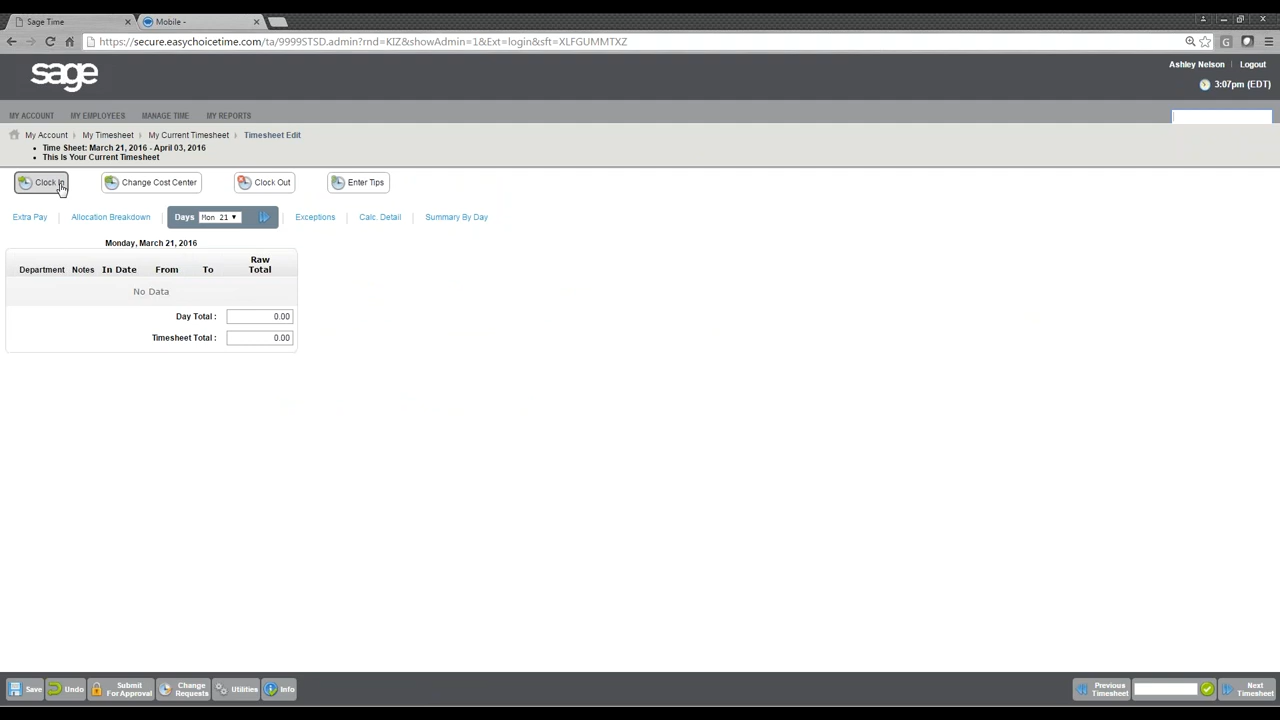 Sage Time
Mobile -
https://secure.easychoicetime.com/ta/9999STSD.admin?rnd=KIZ&showAdmin=1&Ext=login&sft=XLFGUMMTXZ
G
sage
Ashley Nelson | Logout
3:07pm (EDT)
MY ACCOUNT MY EMPLOYEES MANAGE TIME MY REPORTS
My Account My Timesheet My Current Timesheet Timesheet Edit
• Time Sheet: March 21, 2016 - April 03, 2016
• This Is Your Current Timesheet
Clock In Change Cost Center Clock Out Enter Tips
Extra Pay | Allocation Breakdown | Days Mon 21 | Exceptions | Calc. Detail | Summary By Day
Monday, March 21, 2016
Department Notes In Date From To Raw Total
No Data
Day Total : 0.00
Timesheet Total : 0.00
Save Undo Submit For Approval Change Requests Utilities Info Previous Timesheet Next Timesheet